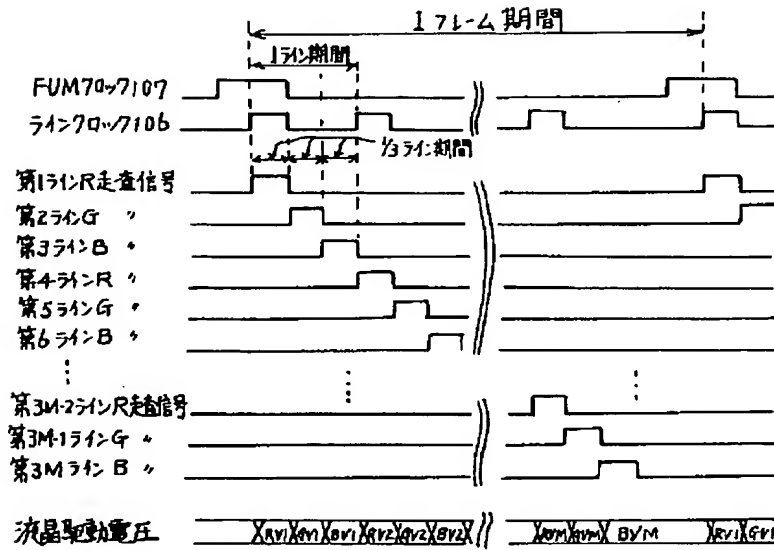 1フレーム期間
1ライン期間
FUMクロック107
ラインクロック106
1/3ライン期間
第1ラインR走査信号
第2ラインG 〃
第3ラインB 〃
第4ラインR 〃
第5ラインG 〃
第6ラインB 〃
第3M-2ラインR走査信号
第3M-1ラインG 〃
第3MラインB 〃
液晶駆動電圧 RV1 GV1 BV1 RV2 GV2 BV2 RVM GVM BVM RV1 GV1